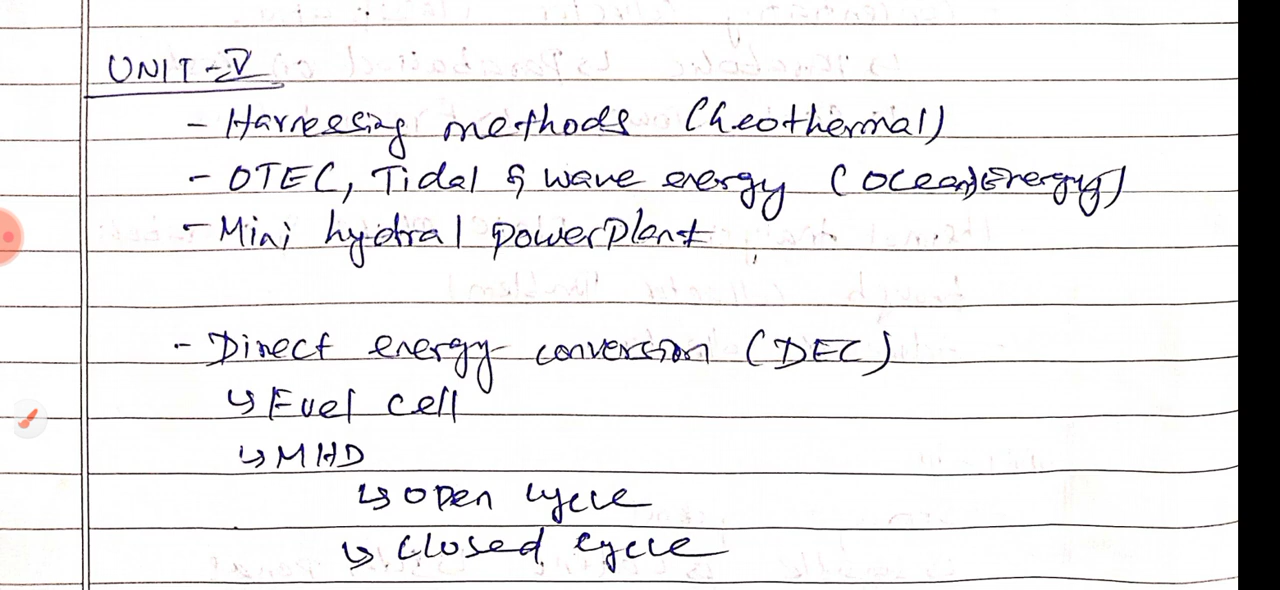 UNIT-V
- Harnessing methods (Geothermal)
- OTEC, Tidal & wave energy (Ocean Energy)
- Mini hydral powerplant
- Direct energy conversion (DEC)
↳ Fuel cell
↳ MHD
↳ open cycle
↳ closed cycle